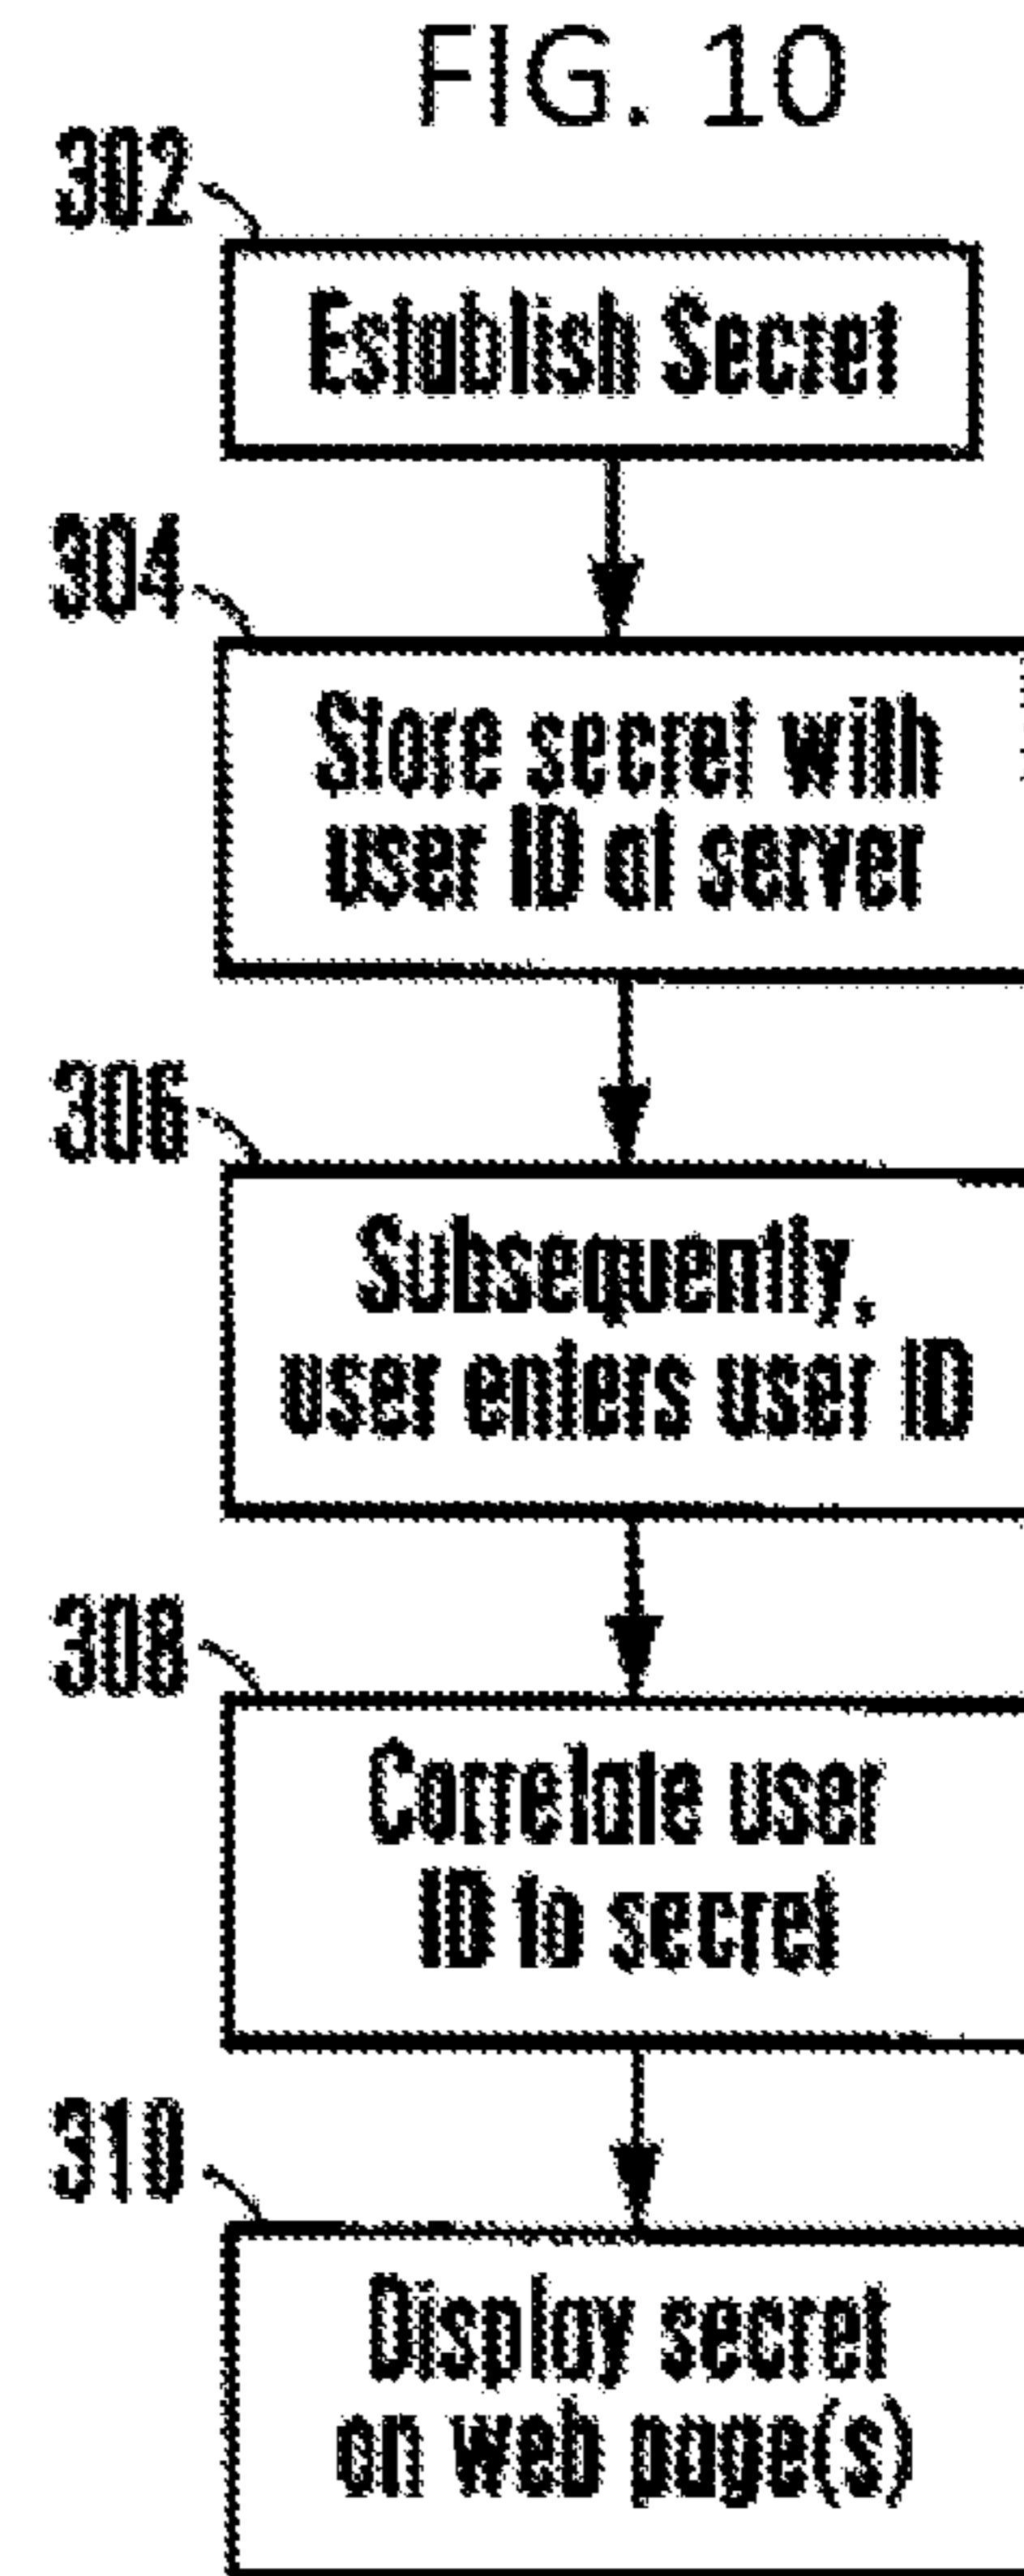 FIG. 10
302
Establish Secret
304
Store secret with
user ID at server
306
Subsequently,
user enters user ID
308
Correlate user
ID to secret
310
Display secret
on web page(s)